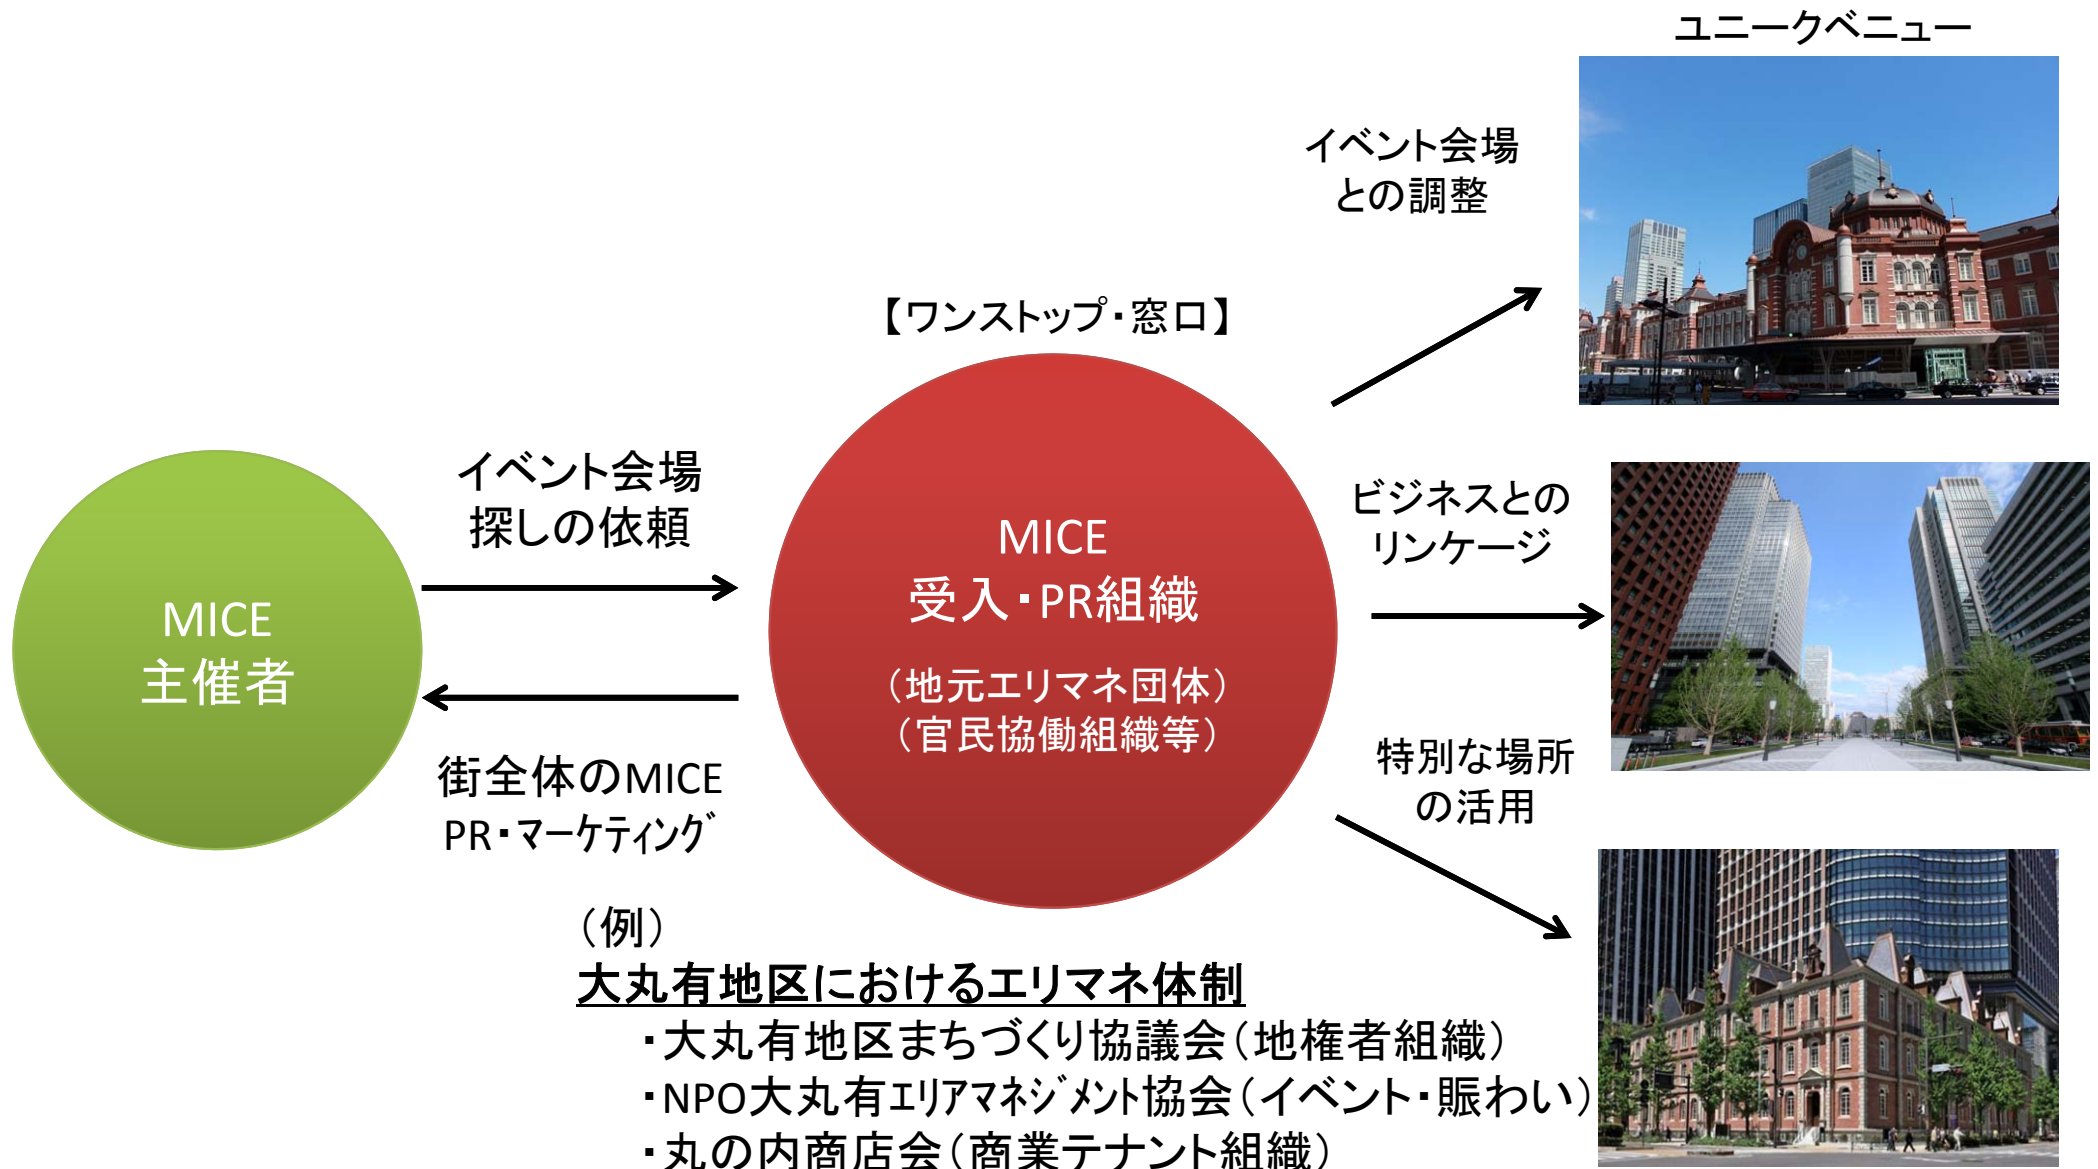 ユニークベニュー
イベント会場
との調整
【ワンストップ・窓口】
イベント会場
探しの依頼
MICE
主催者
街全体のMICE
PR・マーケティング
MICE
受入・PR組織
（地元エリマネ団体）
（官民協働組織等）
ビジネスとの
リンケージ
特別な場所
の活用
（例）
大丸有地区におけるエリマネ体制
・大丸有地区まちづくり協議会（地権者組織）
・NPO大丸有ｴﾘｱﾏﾈｼﾞﾒﾝﾄ協会（イベント・賑わい）
・丸の内商店会（商業テナント組織）